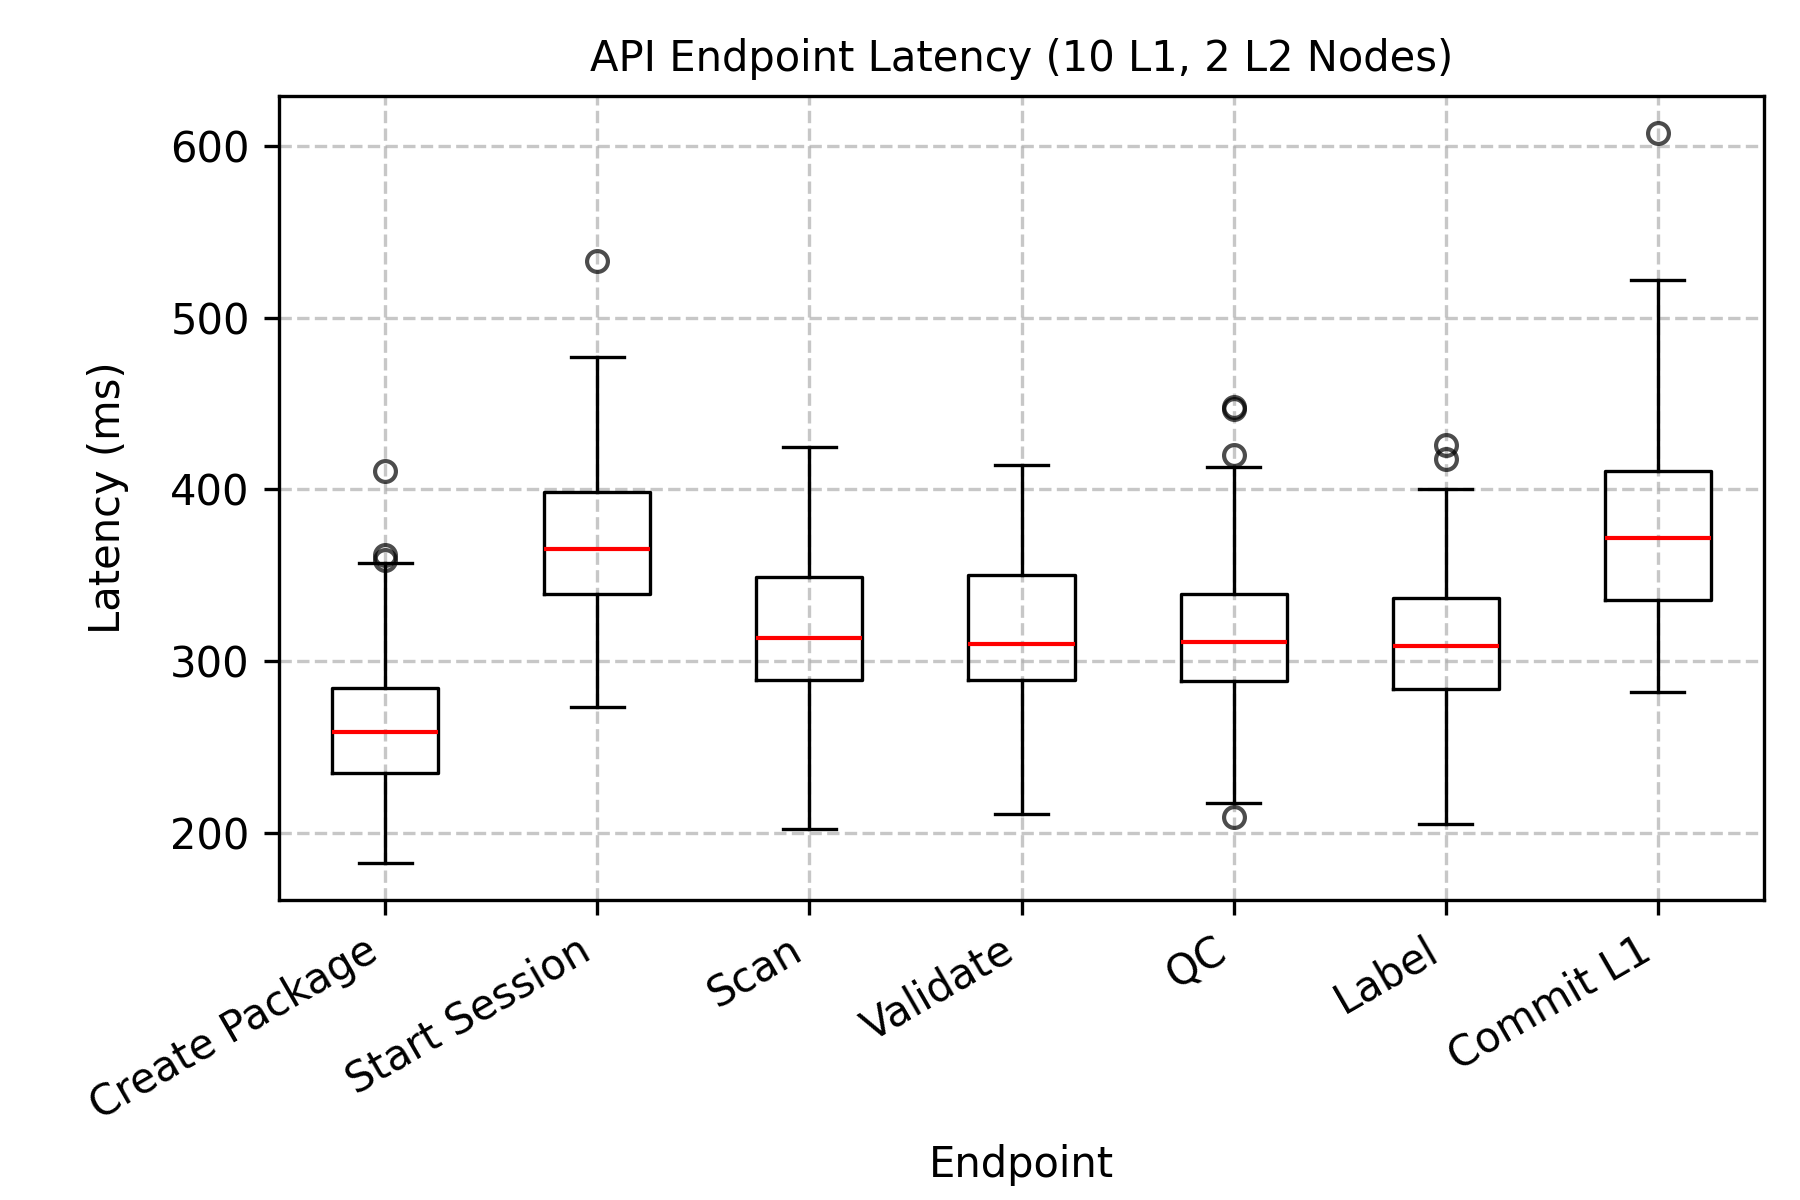 API Endpoint Latency (10 L1, 2 L2 Nodes)
Latency (ms)
600
500
400
300
200
Create Package
Start Session
Scan
Validate
QC
Label
Commit L1
Endpoint